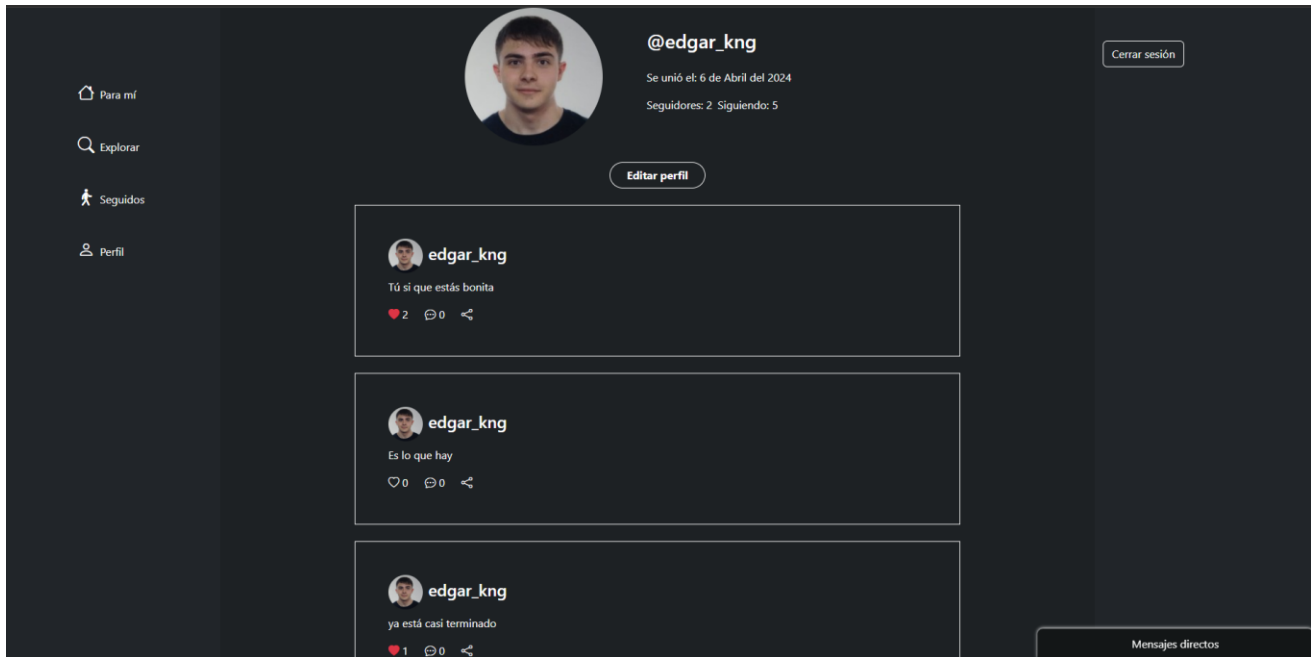 @edgar_kng
Se unió el: 6 de Abril del 2024
Seguidores: 2 Siguiendo: 5
Cerrar sesión
Para mí
Explorar
Seguidos
Perfil
Editar perfil
edgar_kng
Tú si que estás bonita
2 0
edgar_kng
Es lo que hay
0 0
edgar_kng
ya está casi terminado
1 0
Mensajes directos